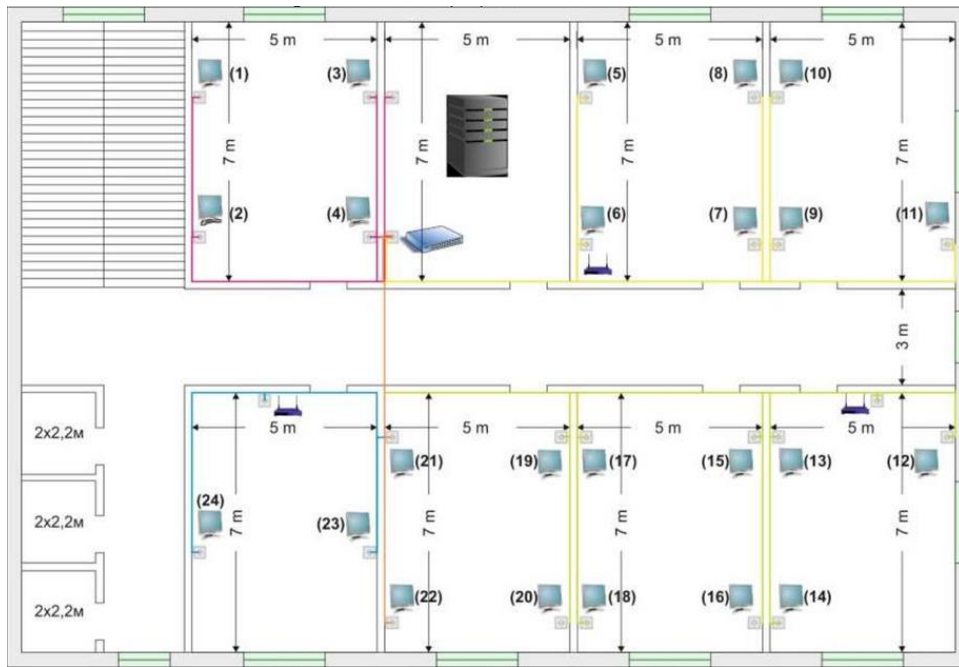 5 m
5 m
5 m
5 m
(1)
(3)
(5)
(8)
(10)
7 m
7 m
7 m
7 m
(2)
(4)
(6)
(7)
(9)
(11)
3 m
2x2,2м
5 m
5 m
5 m
5 m
(21)
(19)
(17)
(15)
(13)
(12)
(24)
(23)
2x2,2м
7 m
7 m
7 m
7 m
(22)
(20)
(18)
(16)
(14)
2x2,2м